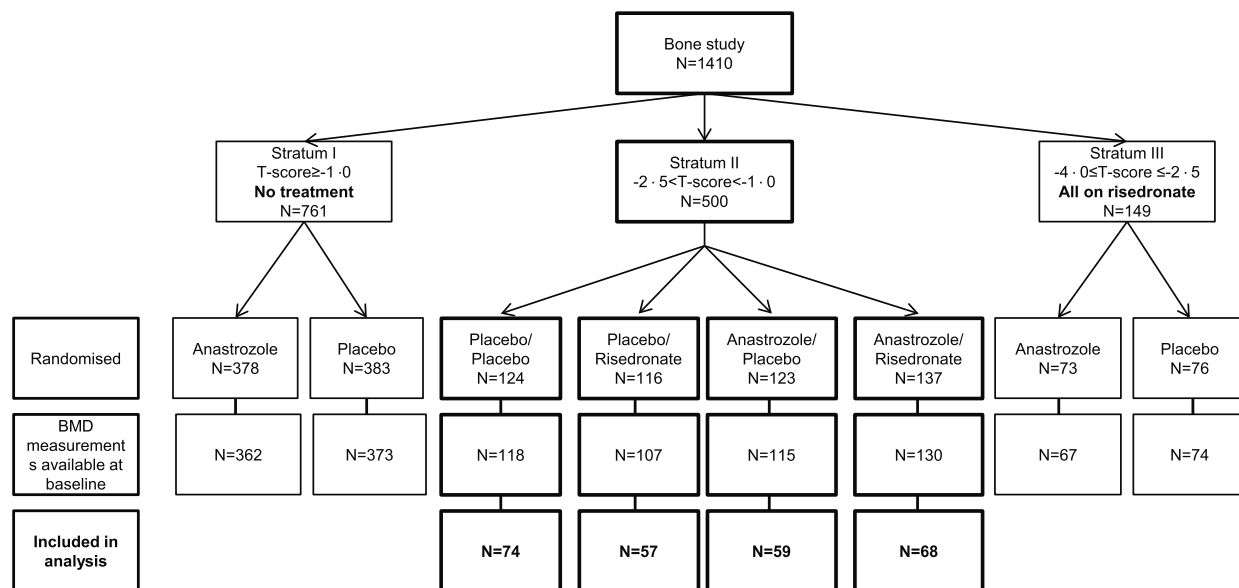 Bone study
N=1410
Stratum I
T-score≥-1·0
No treatment
N=761
Stratum II
-2·5<T-score<-1·0
N=500
Stratum III
-4·0≤T-score ≤-2·5
All on risedronate
N=149
Randomised
Anastrozole
N=378
Placebo
N=383
Placebo/
Placebo
N=124
Placebo/
Risedronate
N=116
Anastrozole/
Placebo
N=123
Anastrozole/
Risedronate
N=137
Anastrozole
N=73
Placebo
N=76
BMD
measurement
s available at
baseline
N=362
N=373
N=118
N=107
N=115
N=130
N=67
N=74
Included in
analysis
N=74
N=57
N=59
N=68